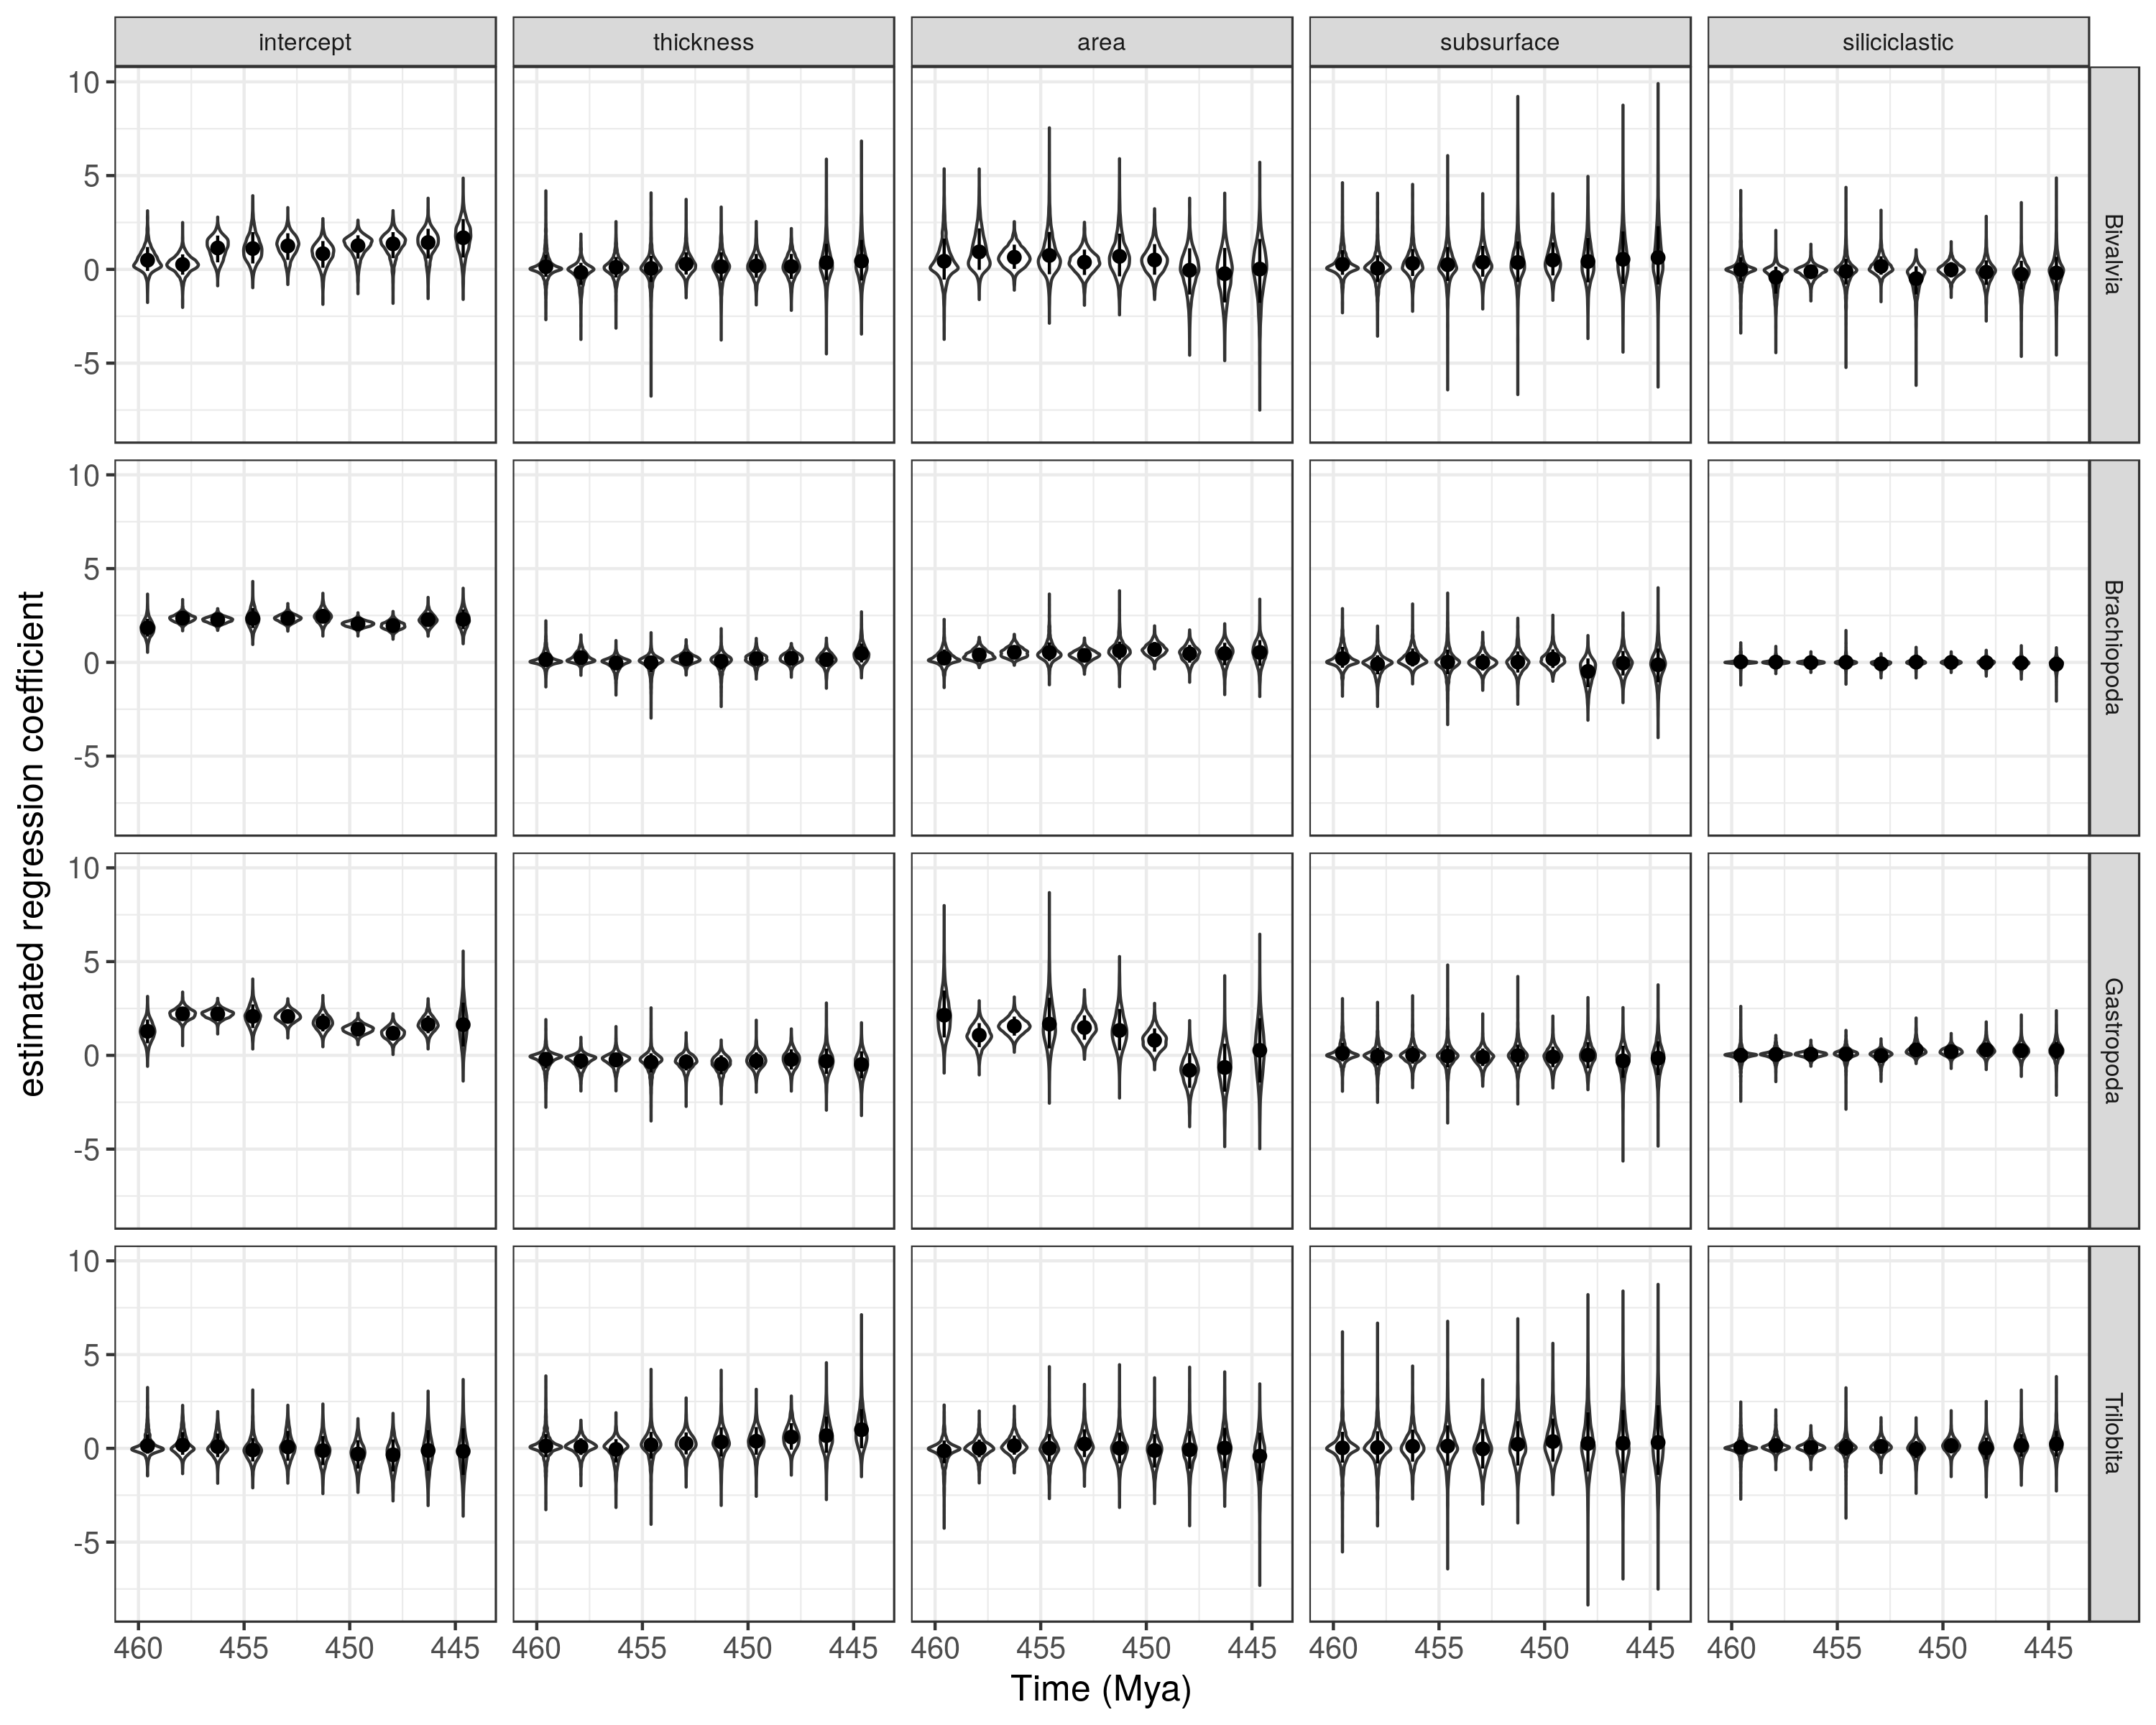 intercept thickness area subsurface siliciclastic
10
5
0
-5
Bivalvia
10
5
0
-5
Brachiopoda
10
5
0
-5
Gastropoda
10
5
0
-5
Trilobita
460 455 450 445 460 455 450 445 460 455 450 445 460 455 450 445 460 455 450 445
Time (Mya)
estimated regression coefficient